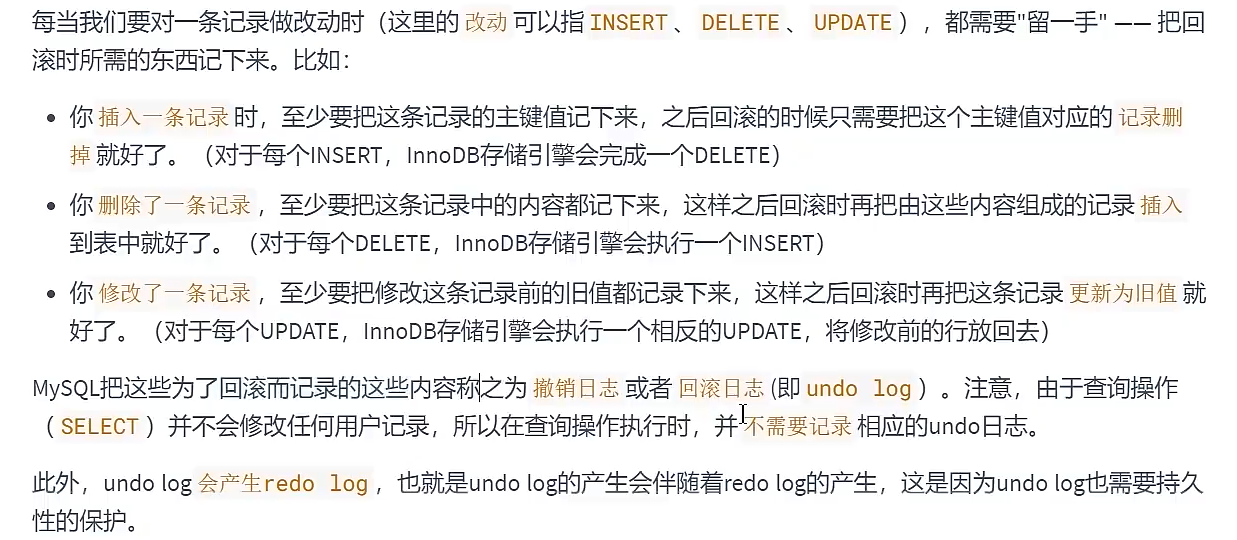 每当我们要对一条记录做改动时（这里的 改动 可以指 INSERT 、 DELETE 、 UPDATE ），都需要"留一手" —— 把回
滚时所需的东西记下来。比如：
• 你 插入一条记录 时，至少要把这条记录的主键值记下来，之后回滚的时候只需要把这个主键值对应的 记录删
掉 就好了。（对于每个INSERT，InnoDB存储引擎会完成一个DELETE）
• 你 删除了一条记录 ，至少要把这条记录中的内容都记下来，这样之后回滚时再把由这些内容组成的记录 插入
到表中就好了。（对于每个DELETE，InnoDB存储引擎会执行一个INSERT）
• 你 修改了一条记录 ，至少要把修改这条记录前的旧值都记录下来，这样之后回滚时再把这条记录 更新为旧值 就
好了。（对于每个UPDATE，InnoDB存储引擎会执行一个相反的UPDATE，将修改前的行放回去）
MySQL把这些为了回滚而记录的这些内容称之为 撤销日志 或者 回滚日志 (即 undo log ) 。注意，由于查询操作
（ SELECT ）并不会修改任何用户记录，所以在查询操作执行时，并 不需要记录 相应的undo日志。
此外，undo log 会产生redo log ，也就是undo log的产生会伴随着redo log的产生，这是因为undo log也需要持久
性的保护。